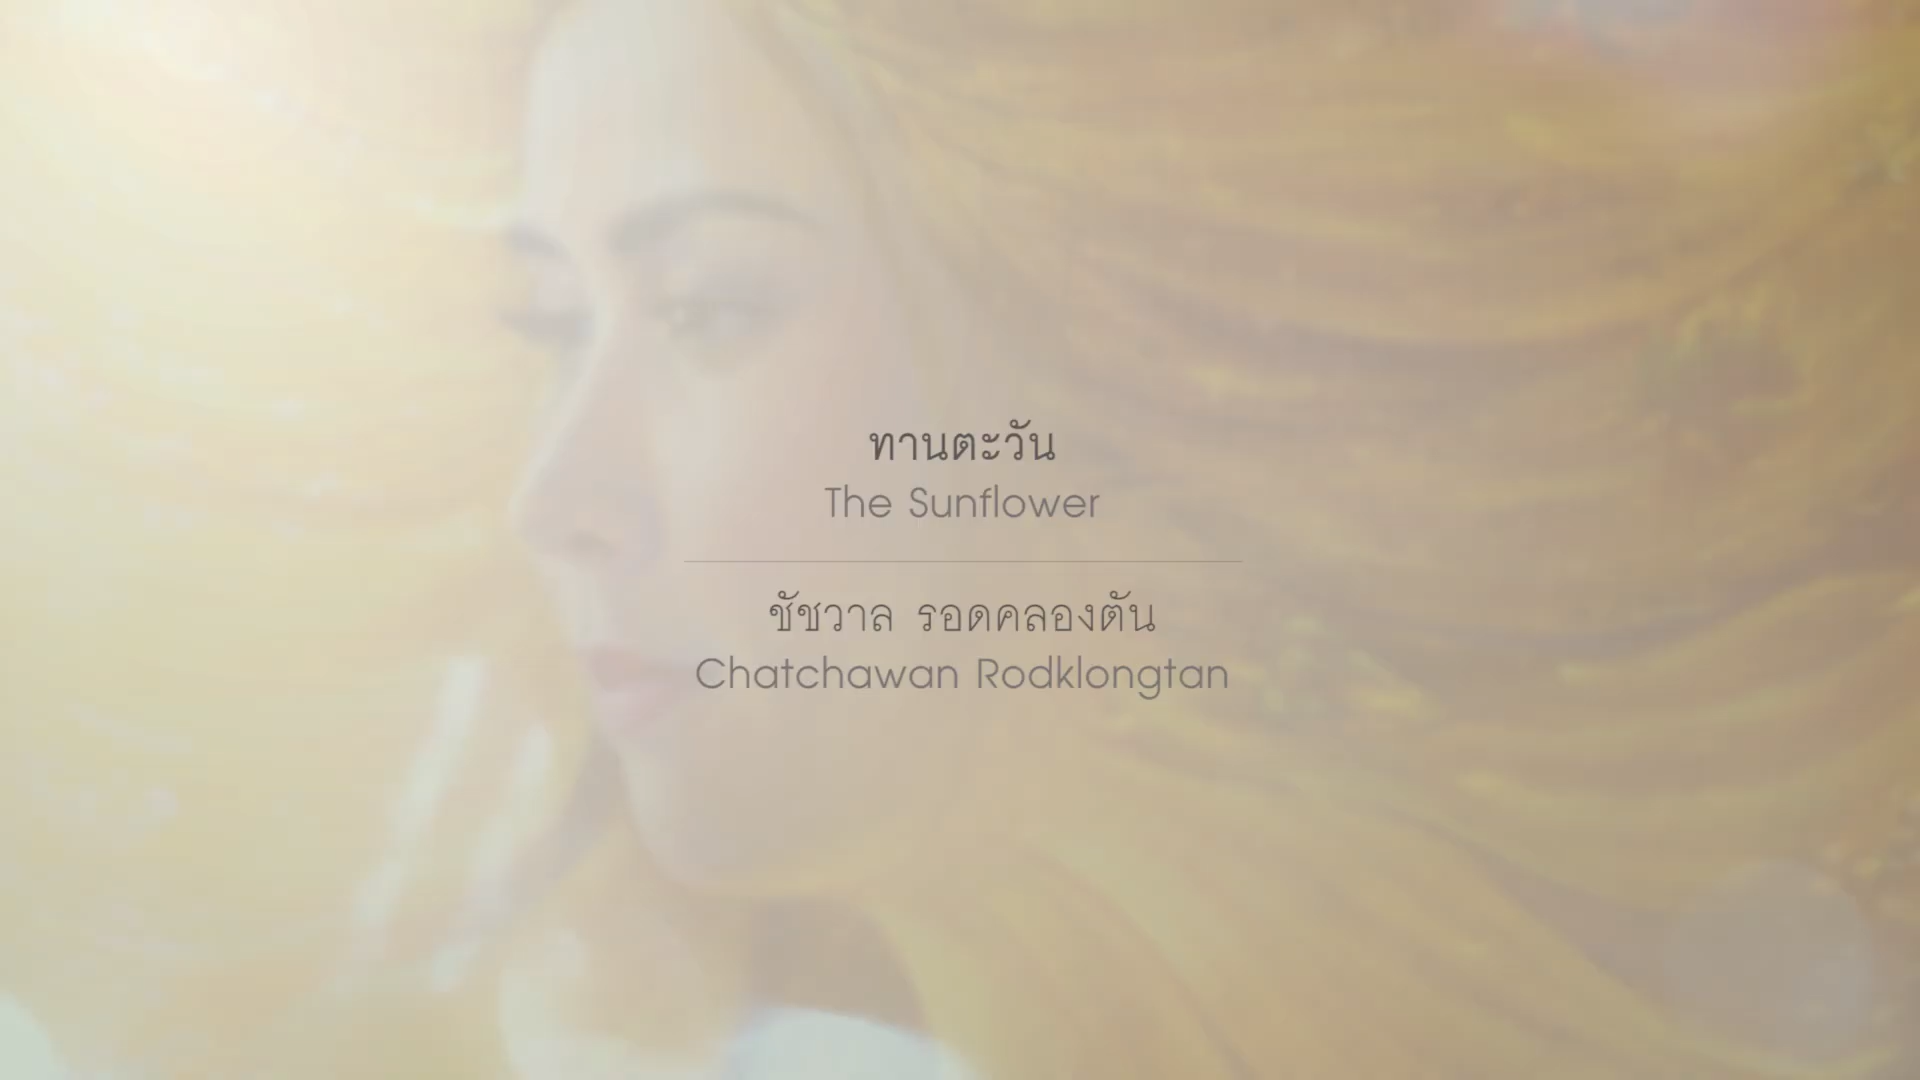 ทานตะวัน
The Sunflower
ชัชวาล รอดคลองตัน
Chatchawan Rodklongtan